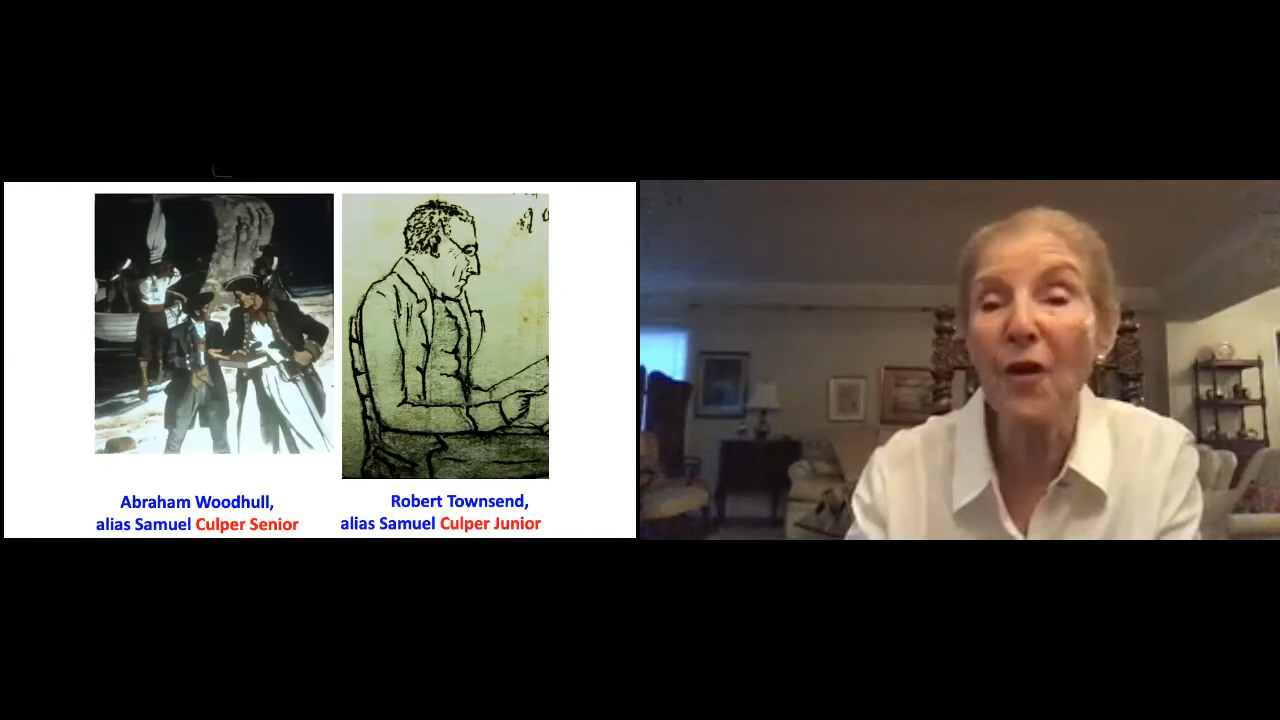 Abraham Woodhull,
alias Samuel Culper Senior
Robert Townsend,
alias Samuel Culper Junior